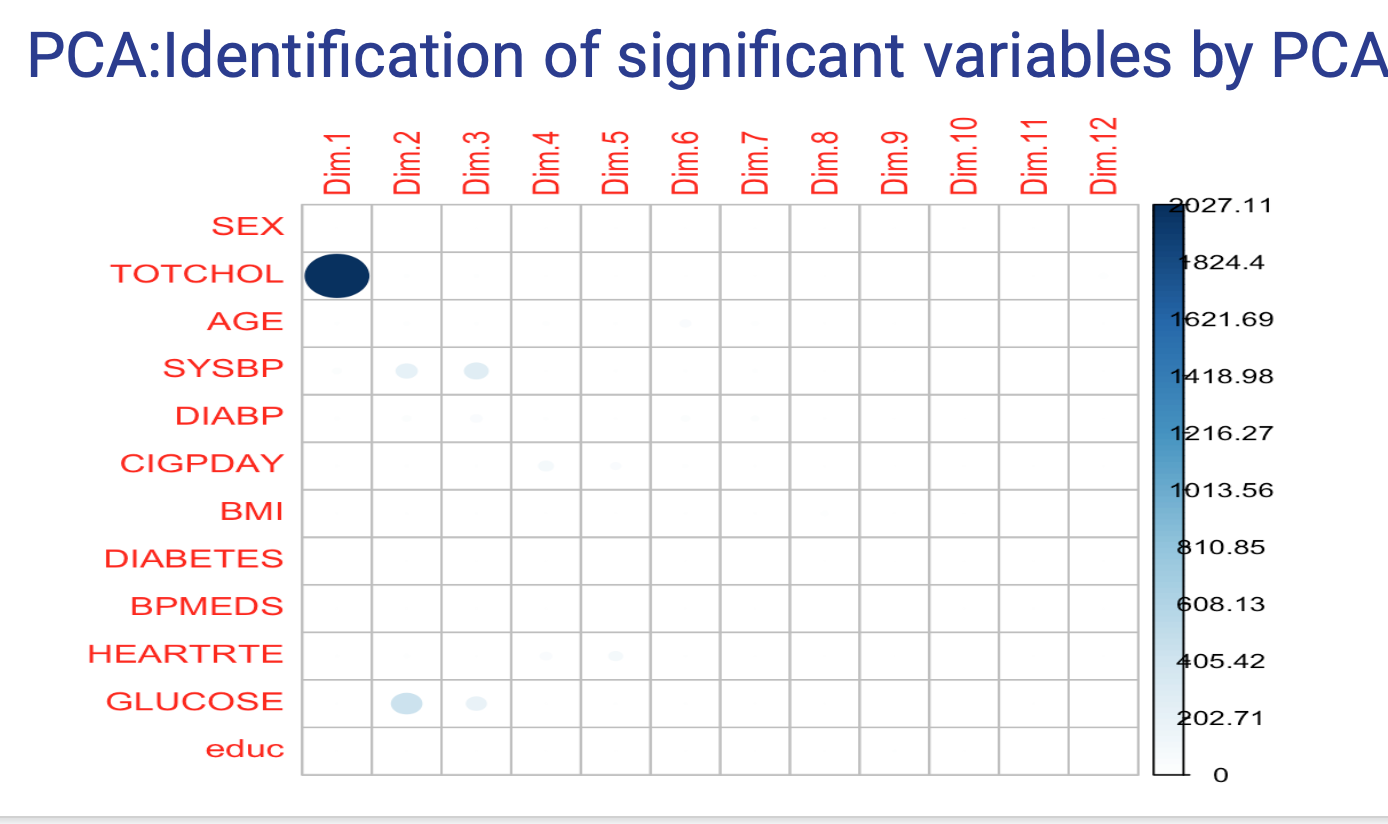 PCA:Identification of significant variables by PCA
Dim.1 Dim.2 Dim.3 Dim.4 Dim.5 Dim.6 Dim.7 Dim.8 Dim.9 Dim.10 Dim.11 Dim.12
SEX
TOTCHOL
AGE
SYSBP
DIABP
CIGPDAY
BMI
DIABETES
BPMEDS
HEARTRTE
GLUCOSE
educ
2027.11
1824.4
1621.69
1418.98
1216.27
1013.56
810.85
608.13
405.42
202.71
0